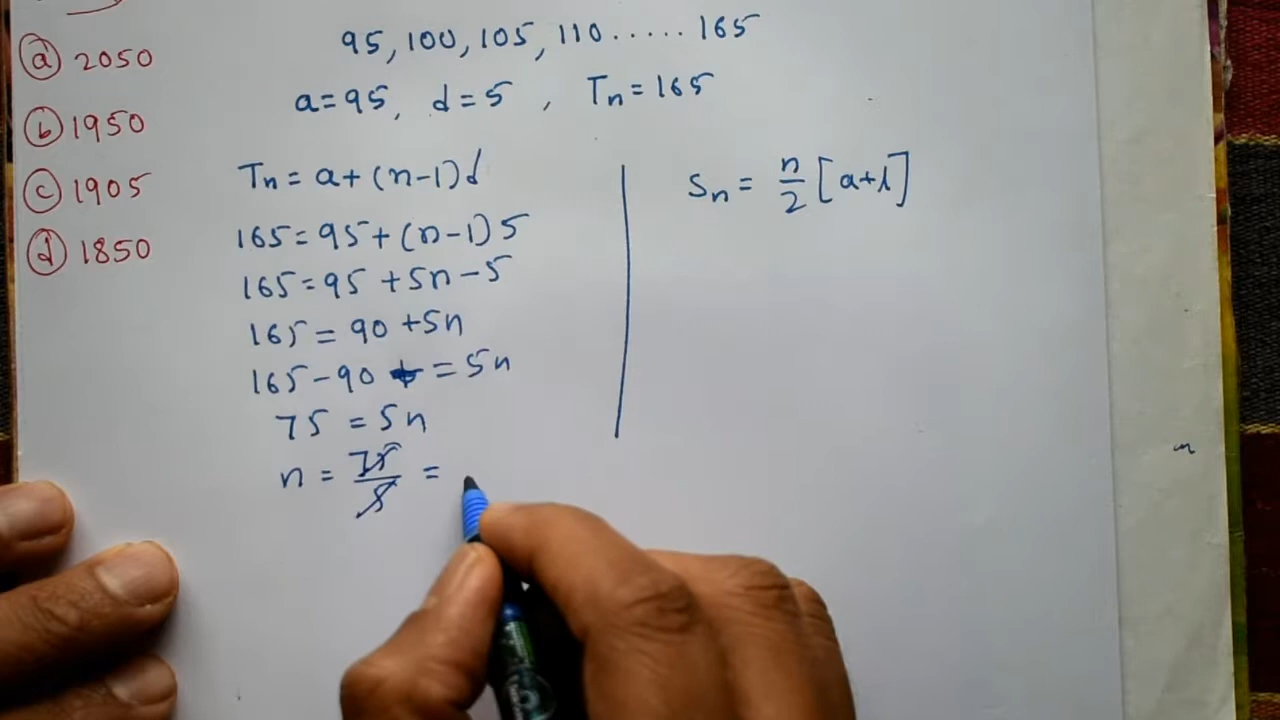 95, 100, 105, 110 ..... 165
a=95, d=5, Tn=165
ⓐ 2050
ⓑ 1950
ⓒ 1905
ⓓ 1850
Tn = a+(n-1)d
165=95+(n-1)5
165=95+5n-5
165=90+5n
165-90=5n
75=5n
n = 75/5 =
Sn = n/2 [a+l]